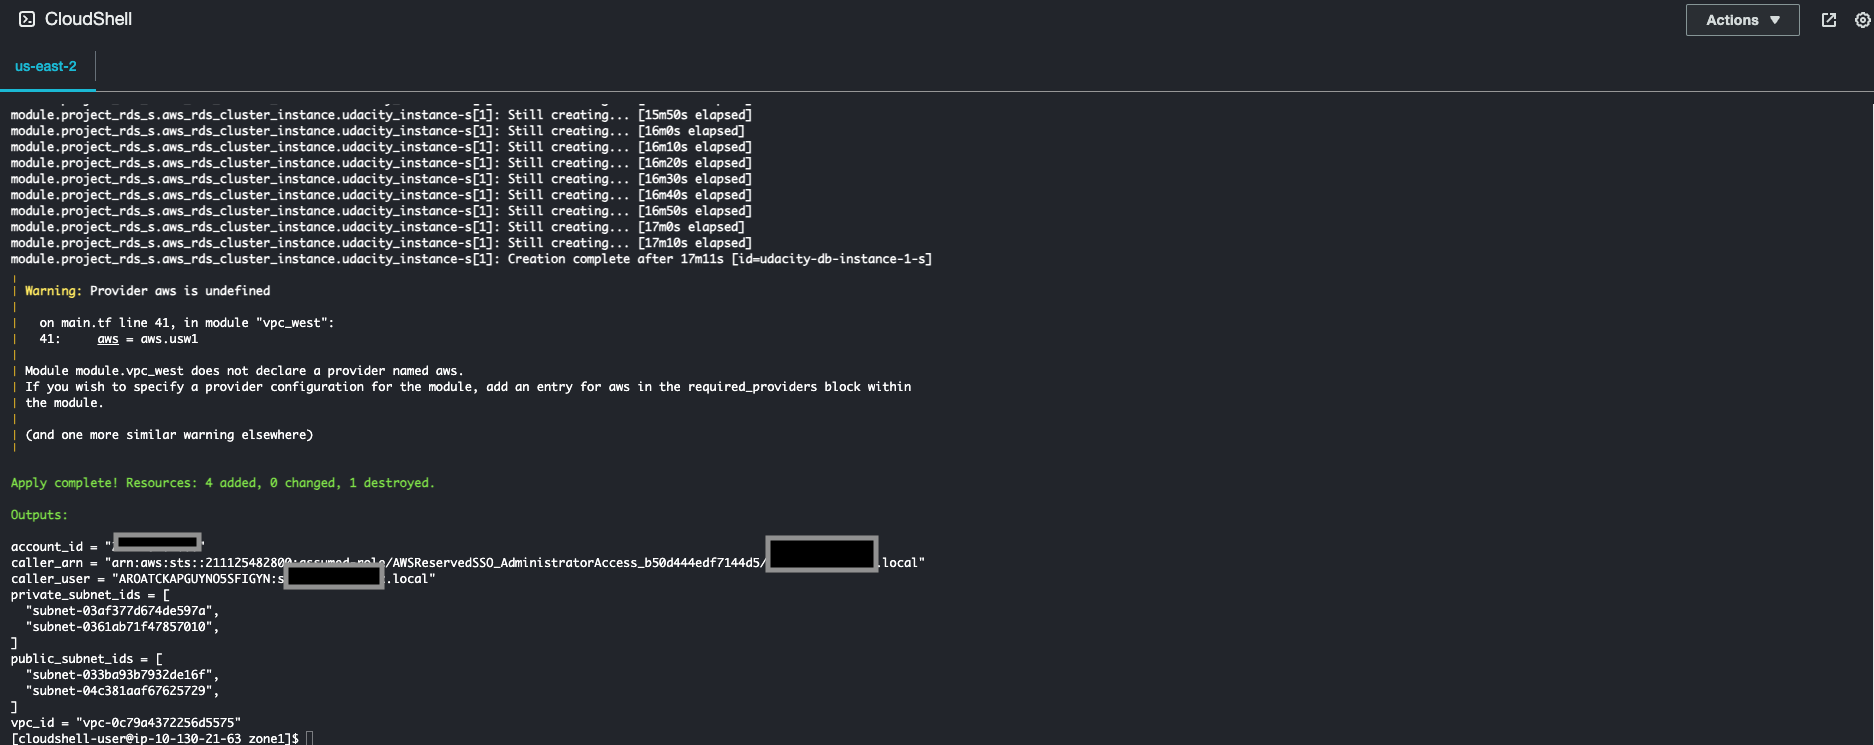 CloudShell
Actions
us-east-2
module.project_rds_s.aws_rds_cluster_instance.udacity_instance-s[1]: Still creating... [15m50s elapsed]
module.project_rds_s.aws_rds_cluster_instance.udacity_instance-s[1]: Still creating... [16m0s elapsed]
module.project_rds_s.aws_rds_cluster_instance.udacity_instance-s[1]: Still creating... [16m10s elapsed]
module.project_rds_s.aws_rds_cluster_instance.udacity_instance-s[1]: Still creating... [16m20s elapsed]
module.project_rds_s.aws_rds_cluster_instance.udacity_instance-s[1]: Still creating... [16m30s elapsed]
module.project_rds_s.aws_rds_cluster_instance.udacity_instance-s[1]: Still creating... [16m40s elapsed]
module.project_rds_s.aws_rds_cluster_instance.udacity_instance-s[1]: Still creating... [16m50s elapsed]
module.project_rds_s.aws_rds_cluster_instance.udacity_instance-s[1]: Still creating... [17m0s elapsed]
module.project_rds_s.aws_rds_cluster_instance.udacity_instance-s[1]: Still creating... [17m10s elapsed]
module.project_rds_s.aws_rds_cluster_instance.udacity_instance-s[1]: Creation complete after 17m11s [id=udacity-db-instance-1-s]
Warning: Provider aws is undefined
on main.tf line 41, in module "vpc_west":
41: aws = aws.usw1
Module module.vpc_west does not declare a provider named aws.
If you wish to specify a provider configuration for the module, add an entry for aws in the required_providers block within
the module.
(and one more similar warning elsewhere)
Apply complete! Resources: 4 added, 0 changed, 1 destroyed.
Outputs:
account_id = "
caller_arn = "arn:aws:sts::211125482800:assumed-role/AWSReservedSSO_AdministratorAccess_b50d444edf7144d5/ .local"
caller_user = "AROATCKAPGUYNO5SFIGYN:s .local"
private_subnet_ids = [
"subnet-03af377d674de597a",
"subnet-0361ab71f47857010",
]
public_subnet_ids = [
"subnet-033ba93b7932de16f",
"subnet-04c381aaf67625729",
]
vpc_id = "vpc-0c79a4372256d5575"
[cloudshell-user@ip-10-130-21-63 zone1]$